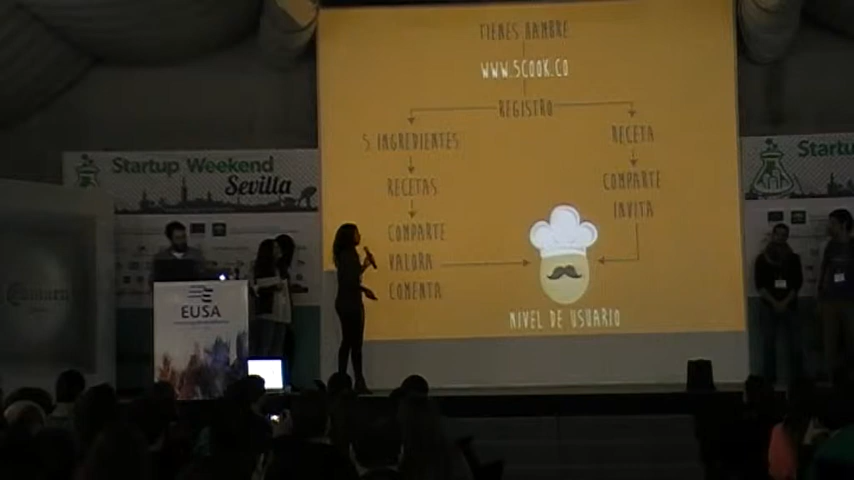 TIENES HAMBRE
WWW.5COOK.CO
REGISTRO
5 INGREDIENTES
RECETAS
COMPARTE
VALORA
COMENTA
RECETA
COMPARTE
INVITA
NIVEL DE USUARIO
Startup Weekend
Sevilla
EUSA
Startup